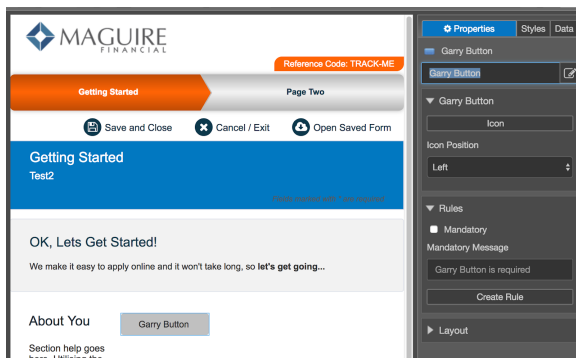 MAGUIRE
FINANCIAL
Reference Code: TRACK-ME
Getting Started
Page Two
Save and Close
Cancel / Exit
Open Saved Form
Getting Started
Test2
OK, Lets Get Started!
We make it easy to apply online and it won't take long, so let's get going...
About You
Garry Button
Section help goes
here. Utilising the
Properties
Styles
Data
Garry Button
Garry Button
Garry Button
Icon
Icon Position
Left
Rules
Mandatory
Mandatory Message
Garry Button is required
Create Rule
Layout